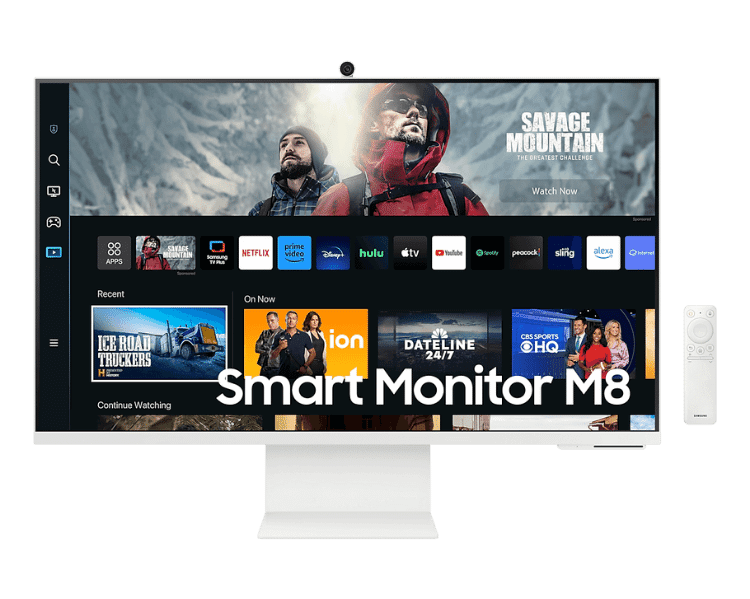 SAVAGE
MOUNTAIN
THE GREATEST CHALLENGE
Watch Now
Sponsored
APPS
SAVAGE
MOUNTAIN
Samsung
TV Plus
NETFLIX
prime
video
Disney+
hulu
tv
YouTube
Spotify
peacock
sling
alexa
Internet
Sponsored
Recent
On Now
ICE ROAD
TRUCKERS
H
HISTORY
ion
DATELINE
24/7
CBS SPORTS
HQ
Smart Monitor M8
Continue Watching
SAMSUNG